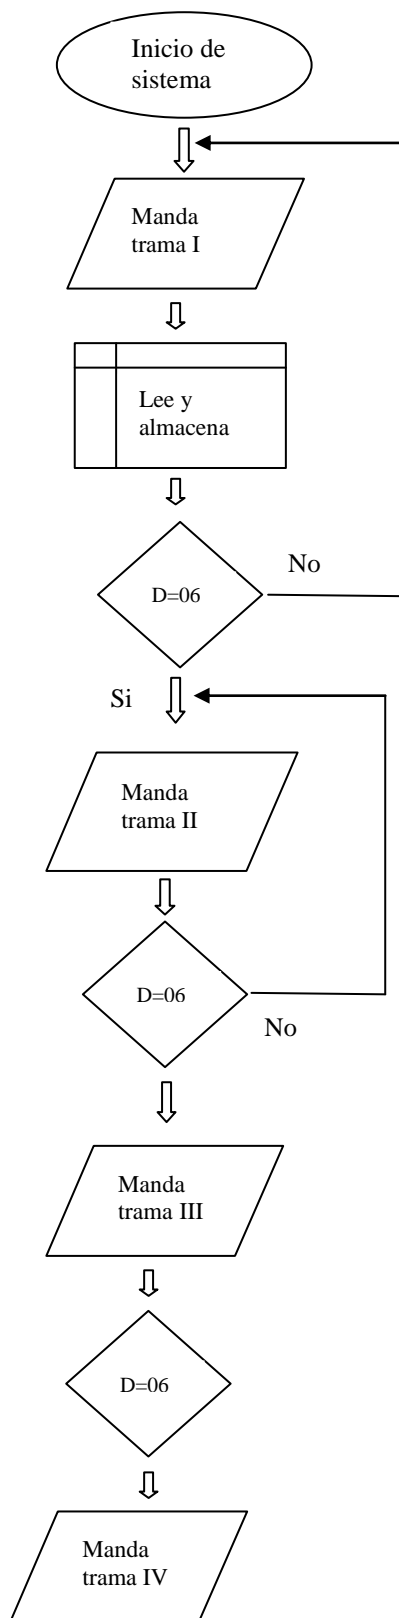 Inicio de
sistema
Manda
trama I
Lee y
almacena
D=06
No
Si
Manda
trama II
D=06
No
Manda
trama III
D=06
Manda
trama IV